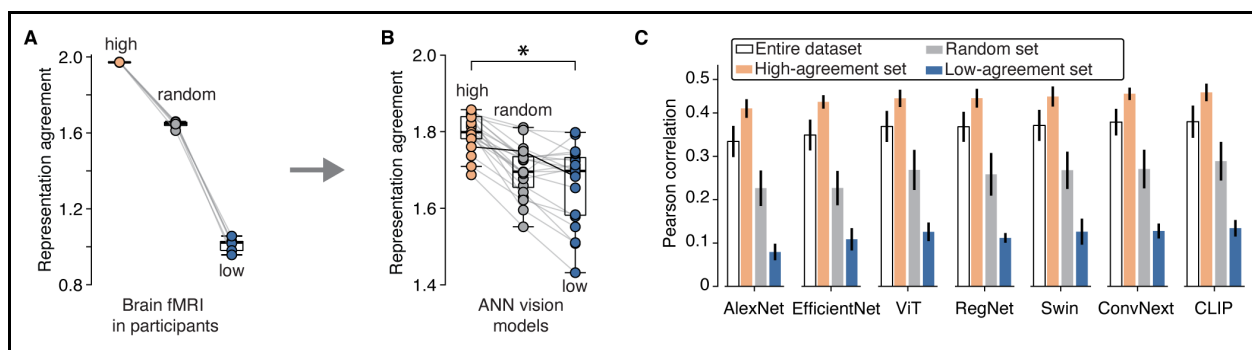 A
high
random
low
Representation agreement
2.0
1.6
1.2
0.8
Brain fMRI
in participants
B
*
high
random
low
Representation agreement
2.0
1.8
1.6
1.4
ANN vision
models
C
Entire dataset
High-agreement set
Random set
Low-agreement set
Pearson correlation
0.5
0.4
0.3
0.2
0.1
0
AlexNet
EfficientNet
ViT
RegNet
Swin
ConvNext
CLIP